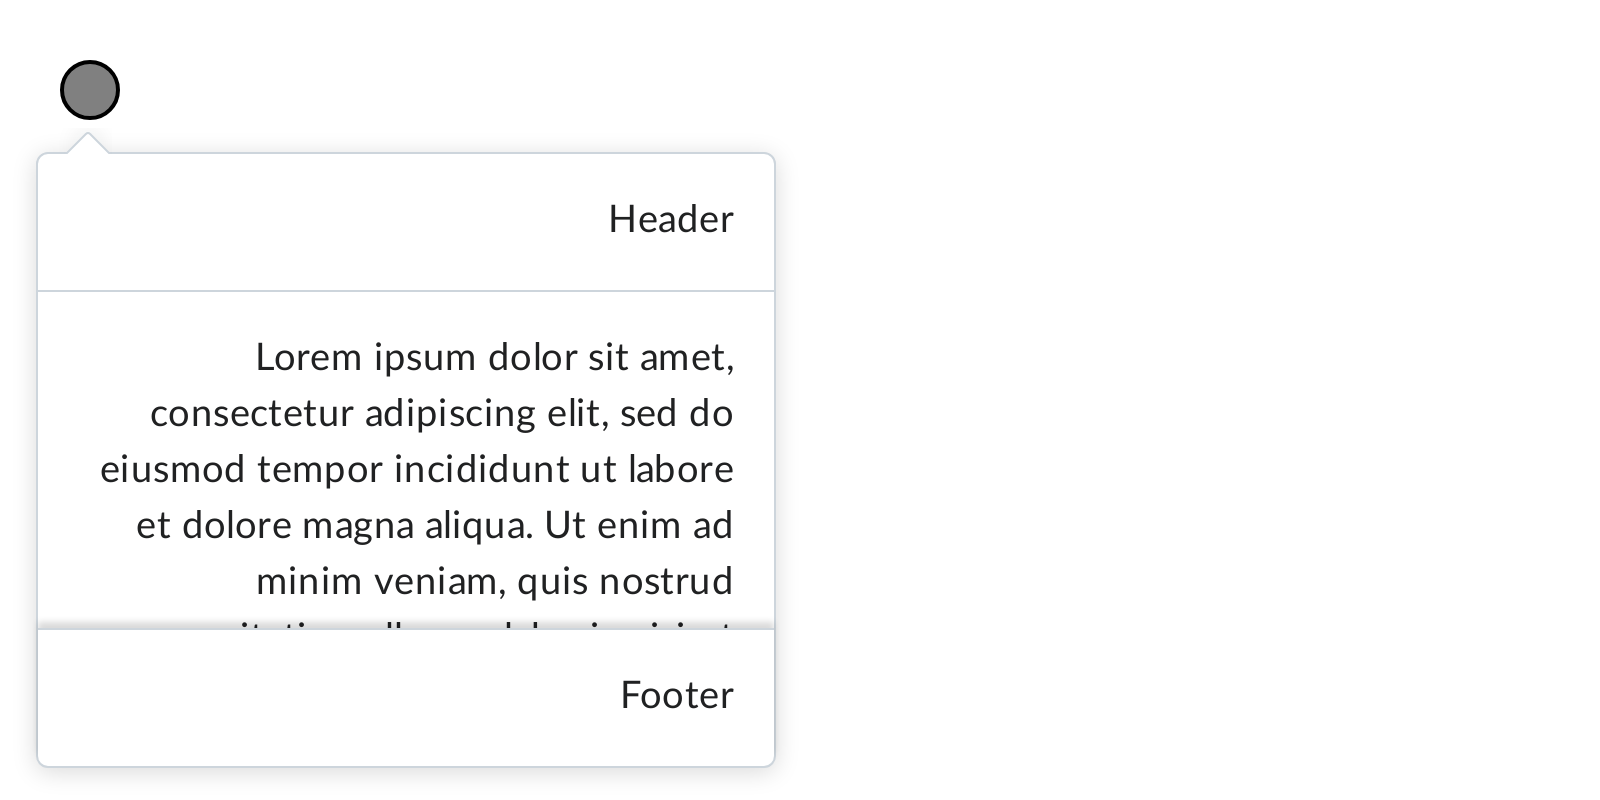 Header
Lorem ipsum dolor sit amet,
consectetur adipiscing elit, sed do
eiusmod tempor incididunt ut labore
et dolore magna aliqua. Ut enim ad
minim veniam, quis nostrud
Footer